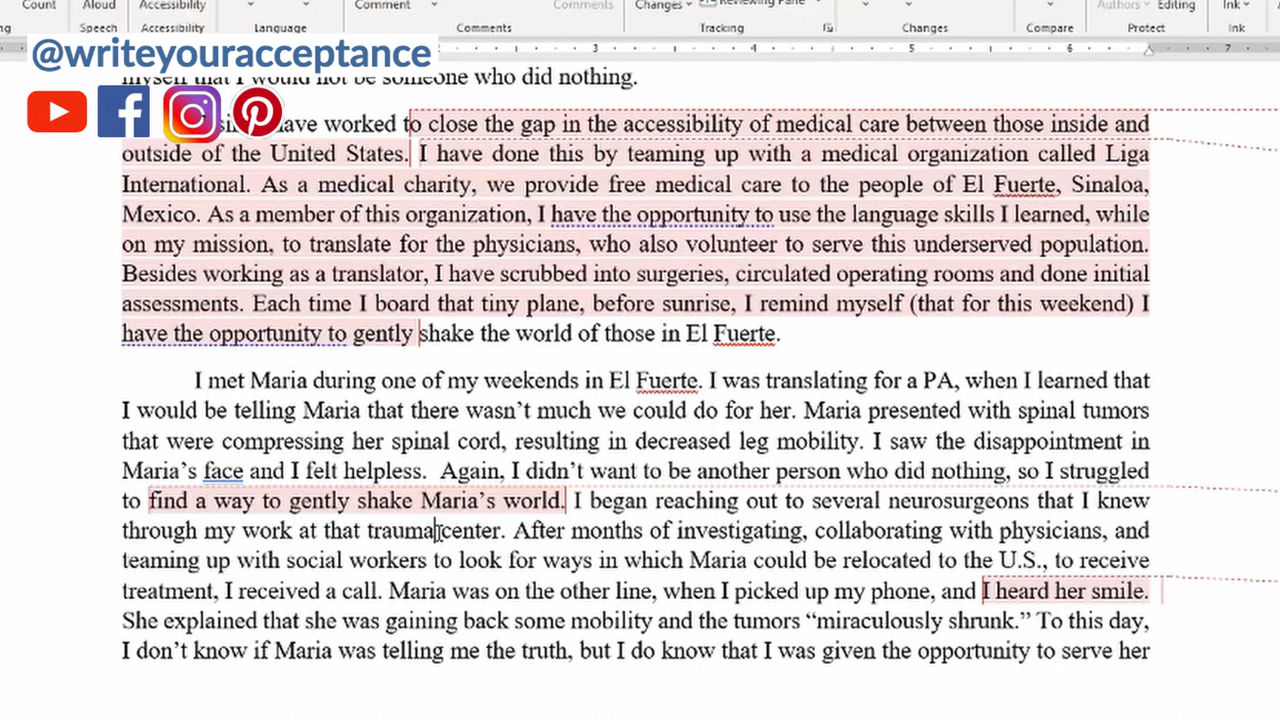 Count Aloud Accessibility Comment Comments Changes Reviewing Pane Authors Editing Ink
Speech Accessibility Language Comments Tracking Changes Compare Protect Ink
3 4 5 6 7
@writeyouracceptance
myself that I would not be someone who did nothing.
have worked to close the gap in the accessibility of medical care between those inside and
outside of the United States. I have done this by teaming up with a medical organization called Liga
International. As a medical charity, we provide free medical care to the people of El Fuerte, Sinaloa,
Mexico. As a member of this organization, I have the opportunity to use the language skills I learned, while
on my mission, to translate for the physicians, who also volunteer to serve this underserved population.
Besides working as a translator, I have scrubbed into surgeries, circulated operating rooms and done initial
assessments. Each time I board that tiny plane, before sunrise, I remind myself (that for this weekend) I
have the opportunity to gently shake the world of those in El Fuerte.
I met Maria during one of my weekends in El Fuerte. I was translating for a PA, when I learned that
I would be telling Maria that there wasn’t much we could do for her. Maria presented with spinal tumors
that were compressing her spinal cord, resulting in decreased leg mobility. I saw the disappointment in
Maria’s face and I felt helpless. Again, I didn’t want to be another person who did nothing, so I struggled
to find a way to gently shake Maria’s world. I began reaching out to several neurosurgeons that I knew
through my work at that trauma center. After months of investigating, collaborating with physicians, and
teaming up with social workers to look for ways in which Maria could be relocated to the U.S., to receive
treatment, I received a call. Maria was on the other line, when I picked up my phone, and I heard her smile.
She explained that she was gaining back some mobility and the tumors “miraculously shrunk.” To this day,
I don’t know if Maria was telling me the truth, but I do know that I was given the opportunity to serve her